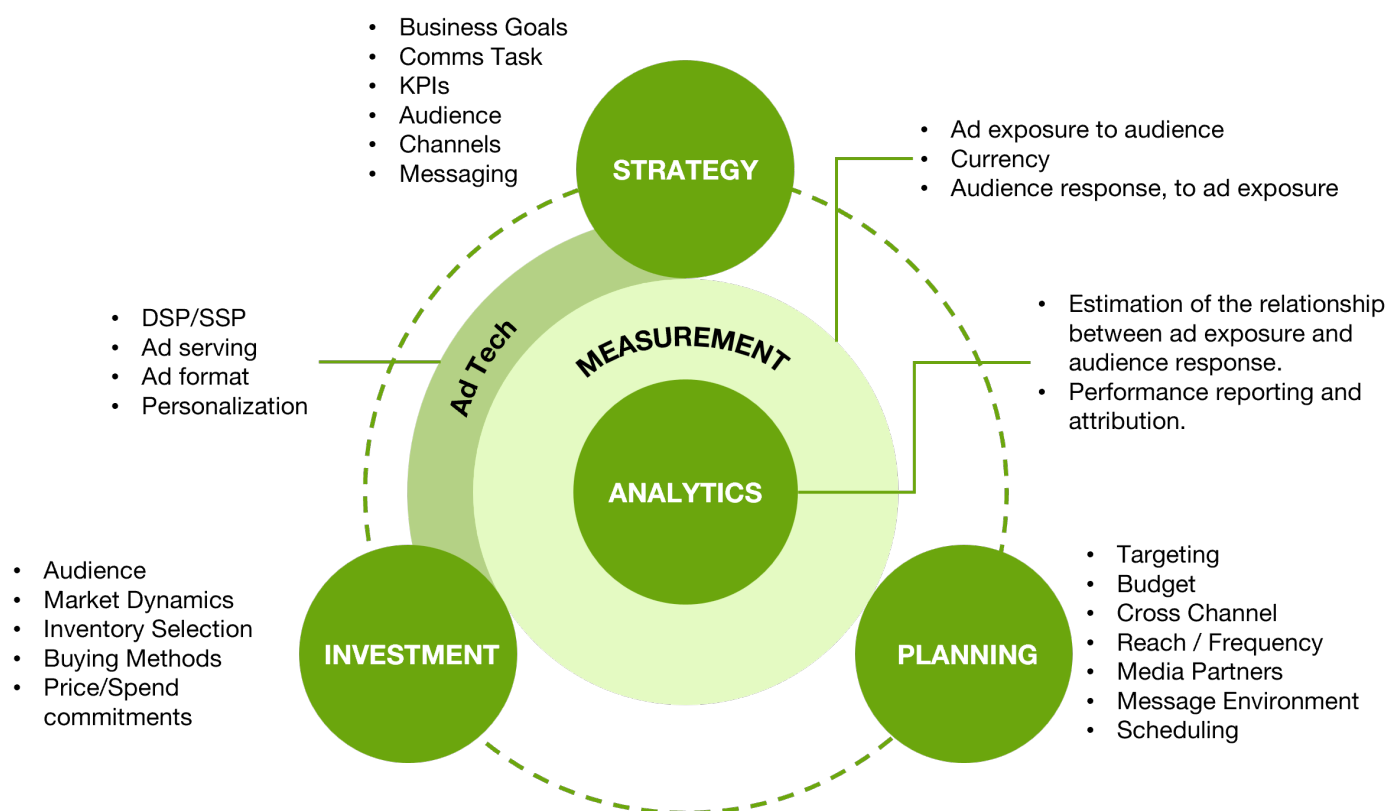 • Business Goals
• Comms Task
• KPIs
• Audience
• Channels
• Messaging
STRATEGY
• Ad exposure to audience
• Currency
• Audience response, to ad exposure
• DSP/SSP
• Ad serving
• Ad format
• Personalization
Ad Tech
MEASUREMENT
• Estimation of the relationship
between ad exposure and
audience response.
• Performance reporting and
attribution.
ANALYTICS
• Audience
• Market Dynamics
• Inventory Selection
• Buying Methods
• Price/Spend
commitments
INVESTMENT
PLANNING
• Targeting
• Budget
• Cross Channel
• Reach / Frequency
• Media Partners
• Message Environment
• Scheduling